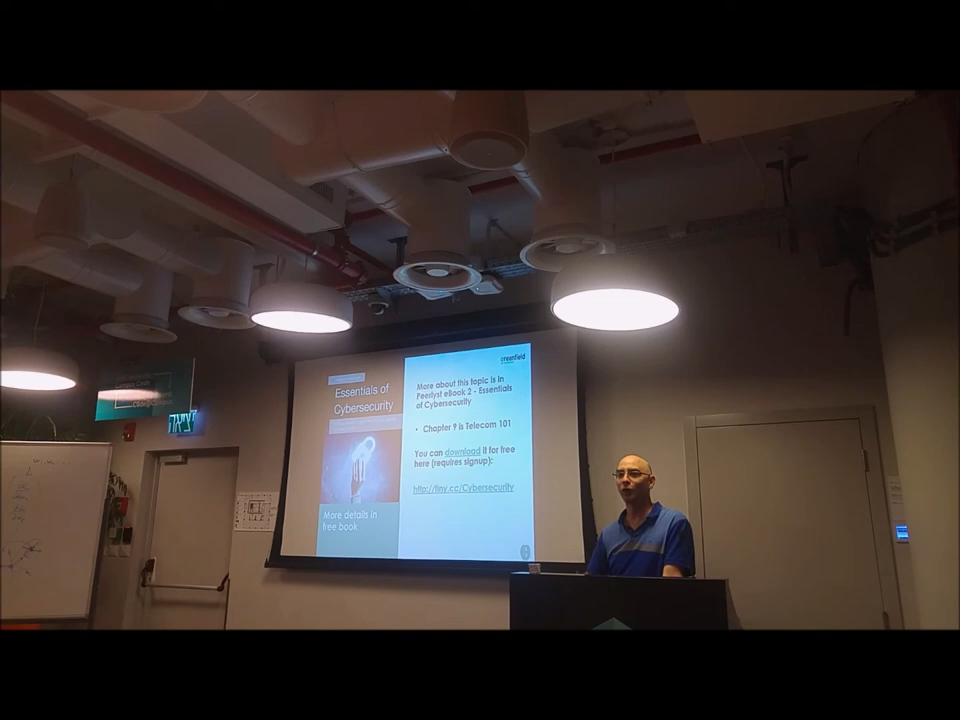 greenfield
Essentials of
Cybersecurity
More details in
free book
More about this topic is in
Peerlyst eBook 2 - Essentials
of Cybersecurity
• Chapter 9 is Telecom 101
You can download it for free
here (requires signup):
http://tiny.cc/Cybersecurity
יציאה